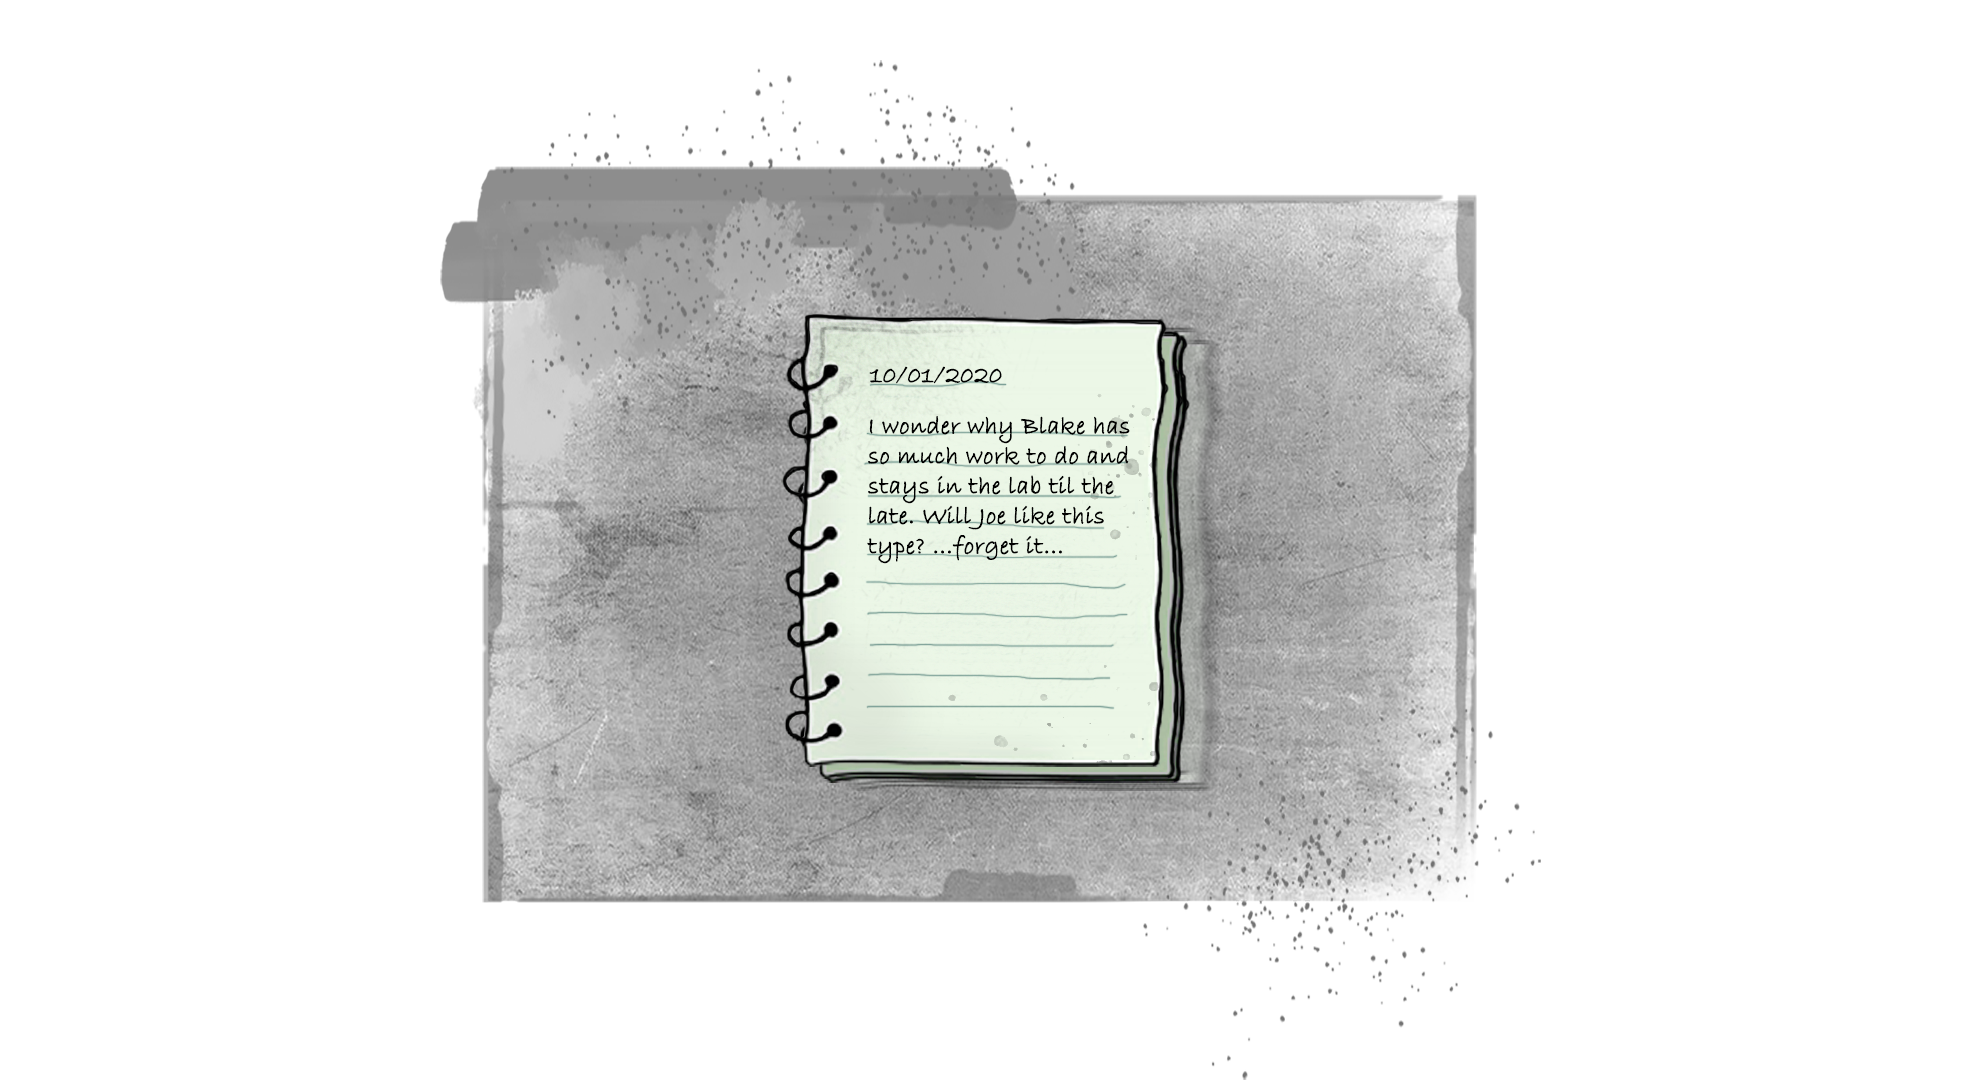 10/01/2020
I wonder why Blake has
so much work to do and
stays in the lab til the
late. Will Joe like this
type? ...forget it...